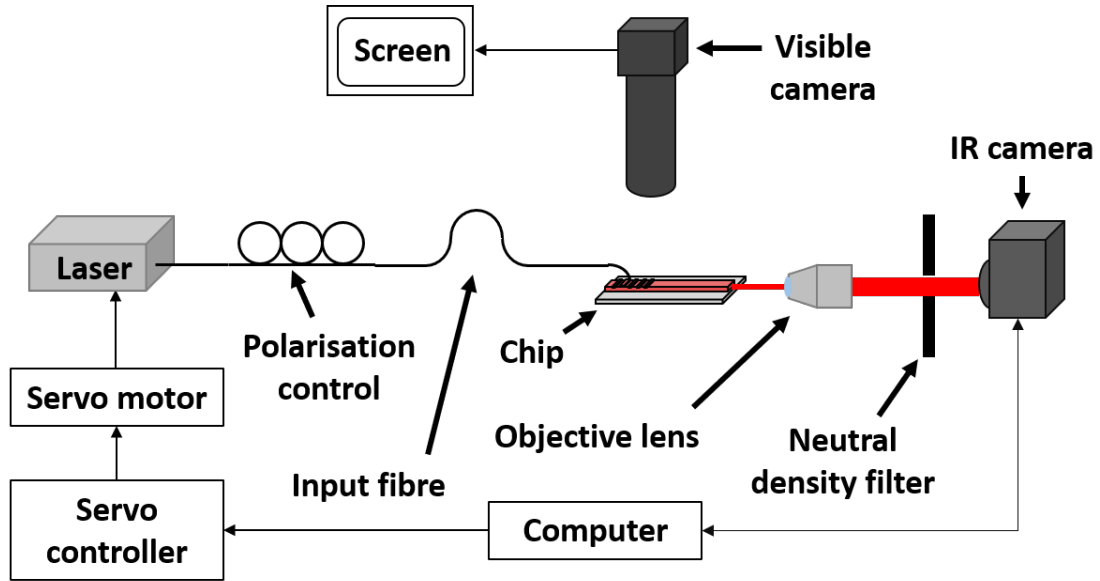 Screen
Visible
camera
IR camera
Laser
Polarisation
control
Chip
Servo motor
Objective lens
Neutral
density filter
Input fibre
Servo
controller
Computer